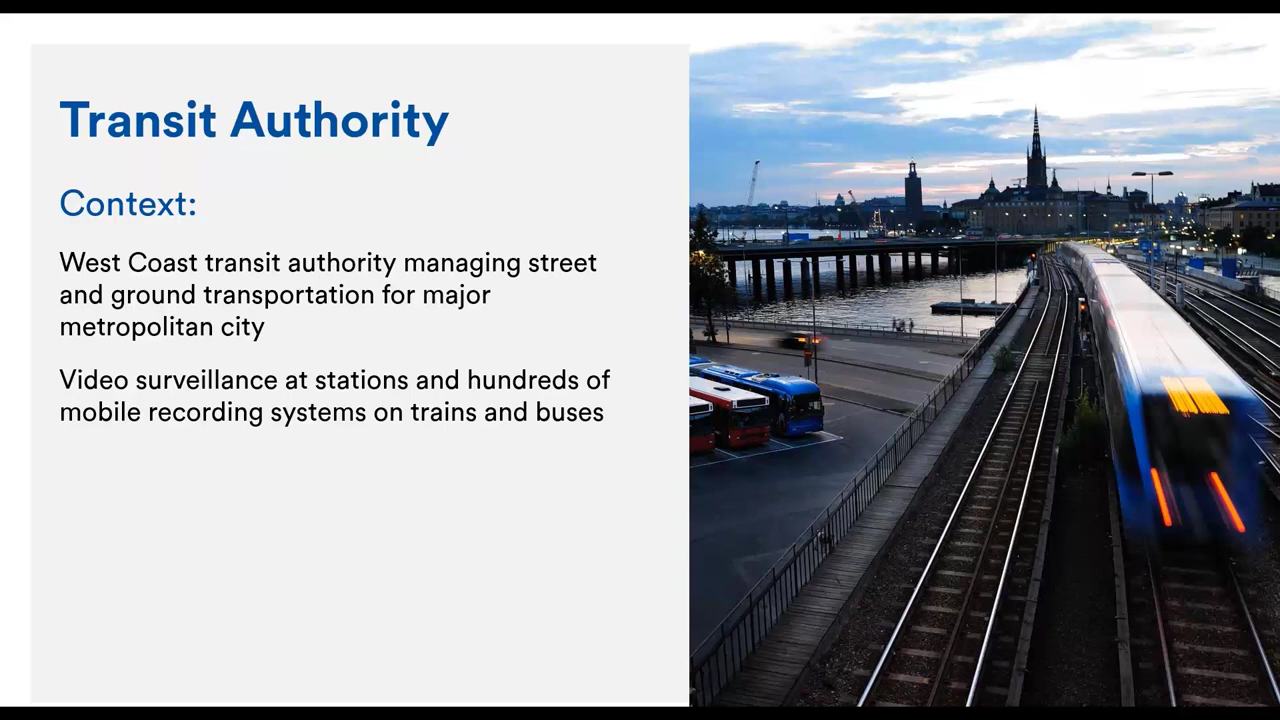 Transit Authority
Context:
West Coast transit authority managing street
and ground transportation for major
metropolitan city
Video surveillance at stations and hundreds of
mobile recording systems on trains and buses